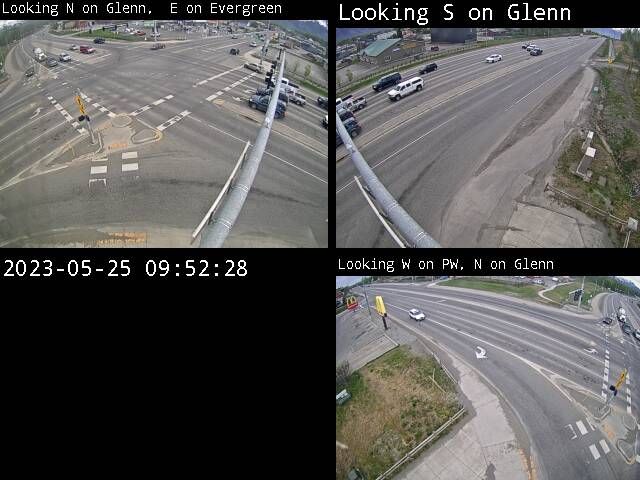 Looking N on Glenn, E on Evergreen
Looking S on Glenn
2023-05-25 09:52:28
Looking W on PW, N on Glenn